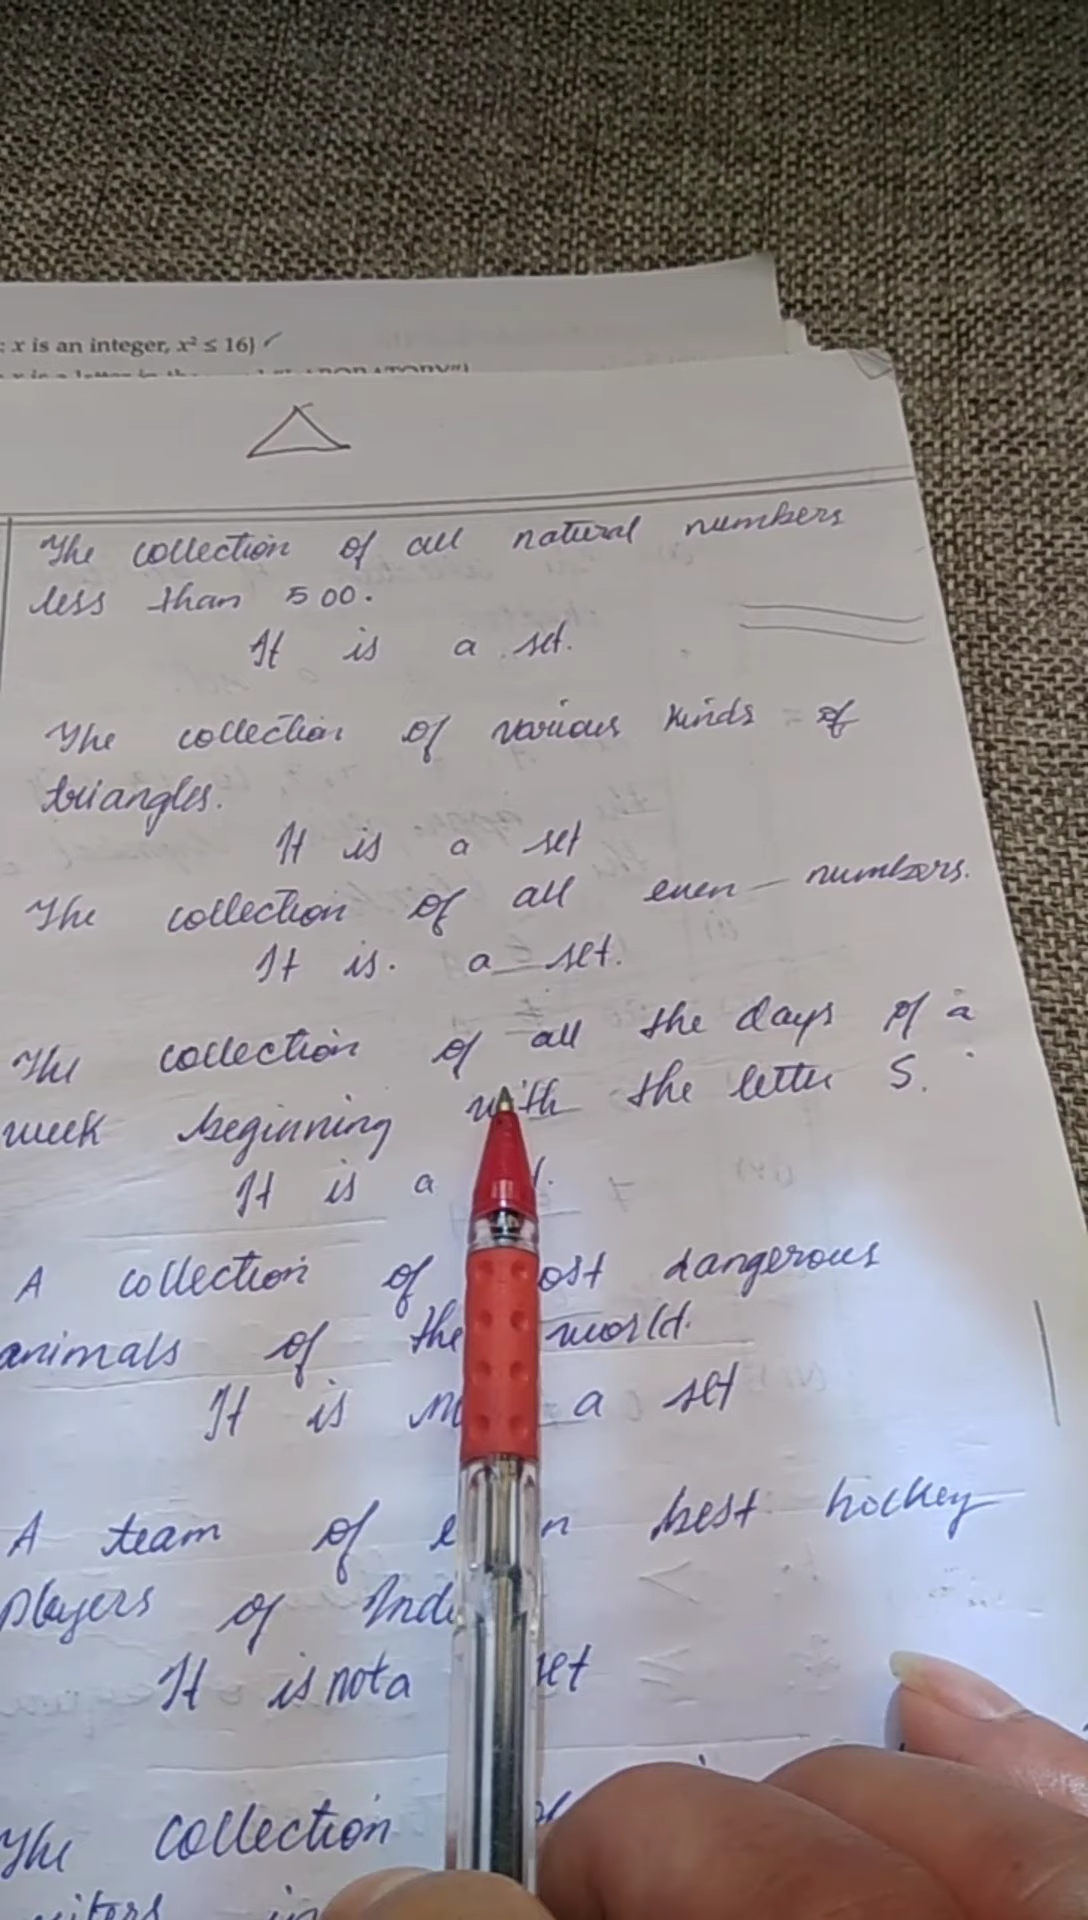 : x is an integer, x² ≤ 16}
The collection of all natural numbers
less than 500.
It is a set.
The collection of various kinds of
triangles.
It is a set
The collection of all even numbers.
It is. a set.
The collection of all the days of a
week beginning with the letter S.
It is a
A collection of dangerous
animals of the world.
It is a set
A team of best hockey
players of
It is not a set
The collection